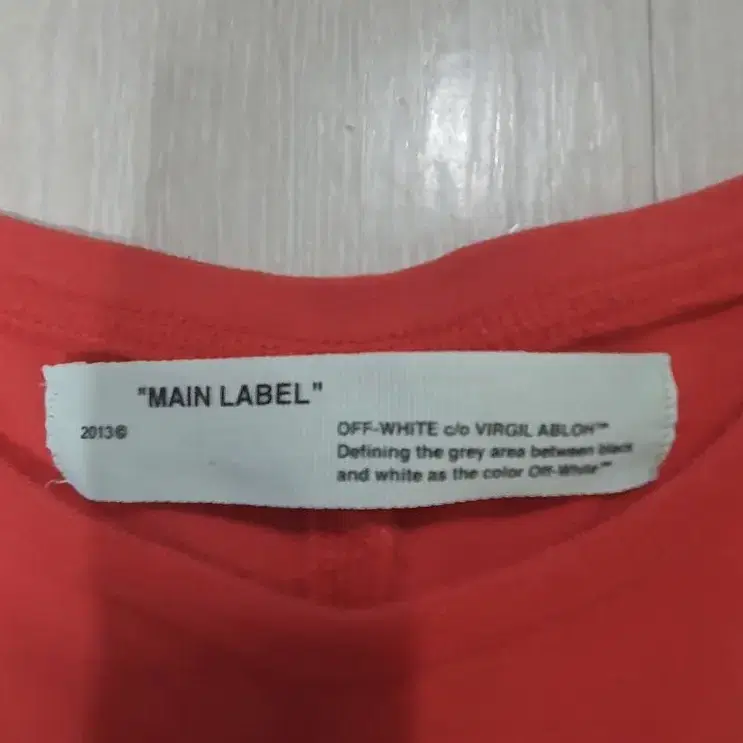 "MAIN LABEL"
2013©
OFF-WHITE c/o VIRGIL ABLOH™
Defining the grey area between black
and white as the color Off-White™